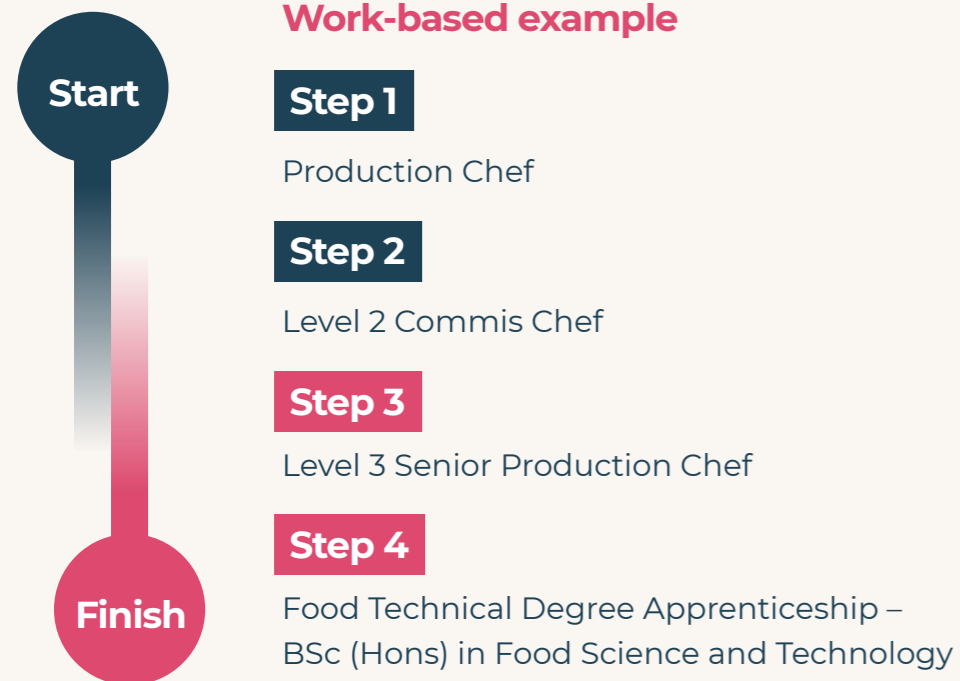 Work-based example
Start
Step 1
Production Chef
Step 2
Level 2 Commis Chef
Step 3
Level 3 Senior Production Chef
Step 4
Finish
Food Technical Degree Apprenticeship –
BSc (Hons) in Food Science and Technology